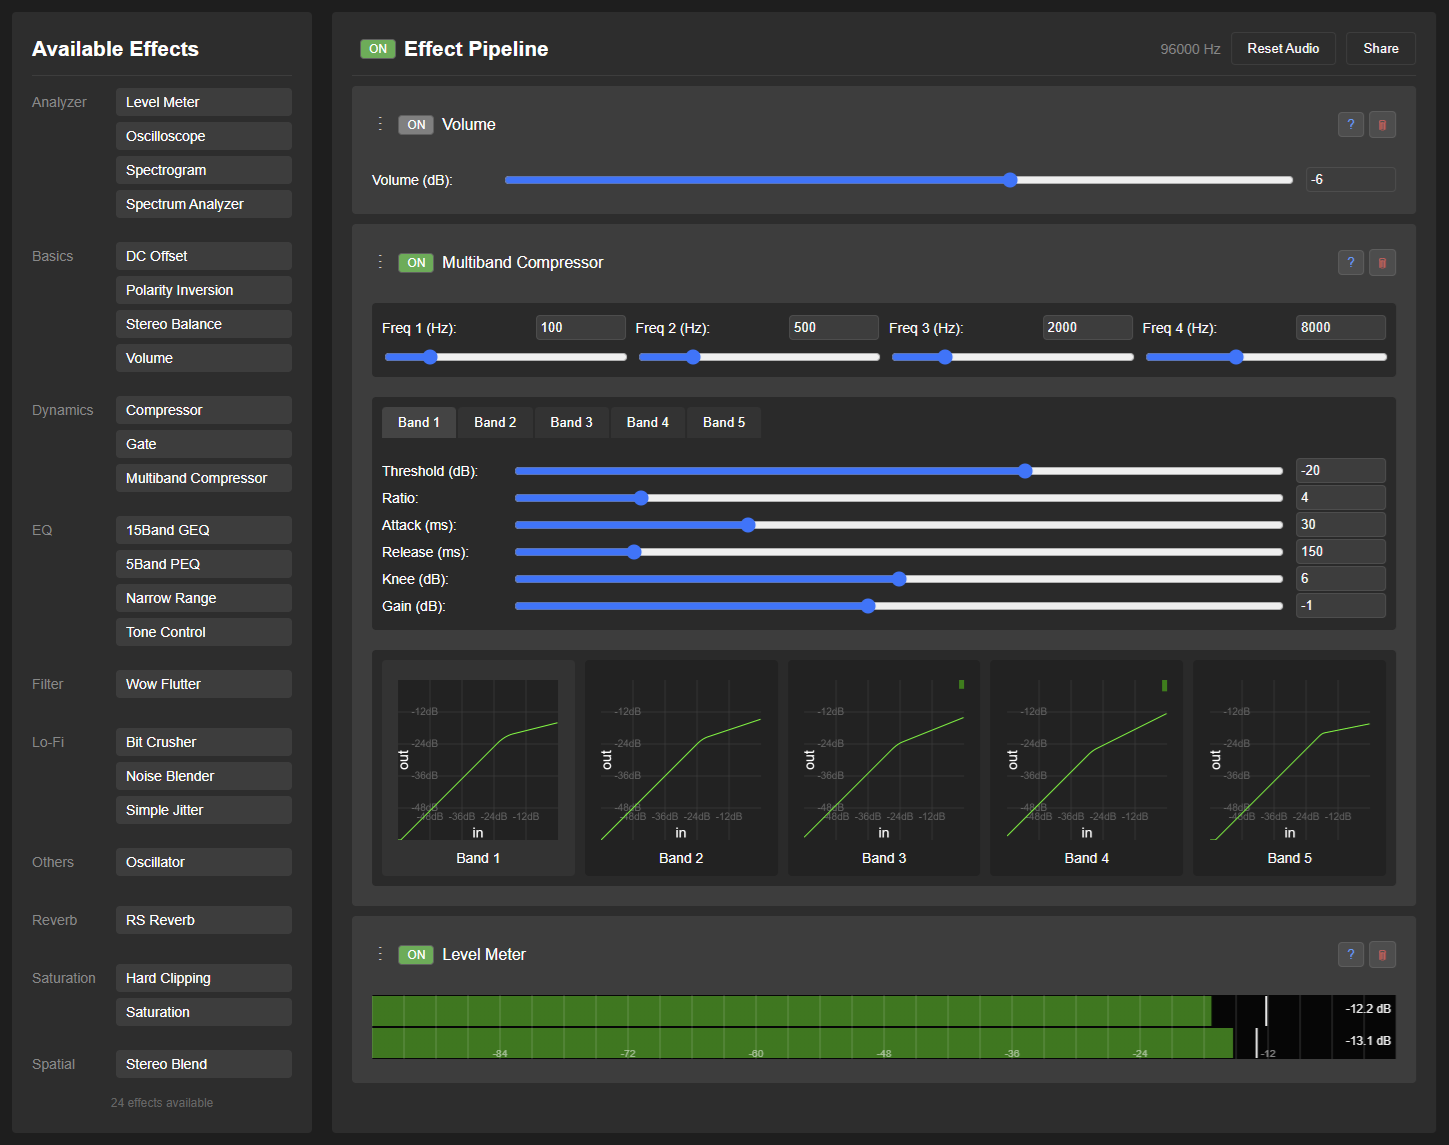 Available Effects
Analyzer
Level Meter
Oscilloscope
Spectrogram
Spectrum Analyzer
Basics
DC Offset
Polarity Inversion
Stereo Balance
Volume
Dynamics
Compressor
Gate
Multiband Compressor
EQ
15Band GEQ
5Band PEQ
Narrow Range
Tone Control
Filter
Wow Flutter
Lo-Fi
Bit Crusher
Noise Blender
Simple Jitter
Others
Oscillator
Reverb
RS Reverb
Saturation
Hard Clipping
Saturation
Spatial
Stereo Blend
24 effects available
ON Effect Pipeline 96000 Hz Reset Audio Share
ON Volume ?
Volume (dB): -6
ON Multiband Compressor ?
Freq 1 (Hz): 100 Freq 2 (Hz): 500 Freq 3 (Hz): 2000 Freq 4 (Hz): 8000
Band 1 Band 2 Band 3 Band 4 Band 5
Threshold (dB): -20
Ratio: 4
Attack (ms): 30
Release (ms): 150
Knee (dB): 6
Gain (dB): -1
-12dB -12dB -12dB -12dB -12dB
-24dB -24dB -24dB -24dB -24dB
out out out out out
-36dB -36dB -36dB -36dB -36dB
-48dB -48dB -48dB -48dB -48dB
-48dB -36dB -24dB -12dB -48dB -36dB -24dB -12dB -48dB -36dB -24dB -12dB -48dB -36dB -24dB -12dB -48dB -36dB -24dB -12dB
in in in in in
Band 1 Band 2 Band 3 Band 4 Band 5
ON Level Meter ?
-12.2 dB
-13.1 dB
-84 -72 -60 -48 -36 -24 -12